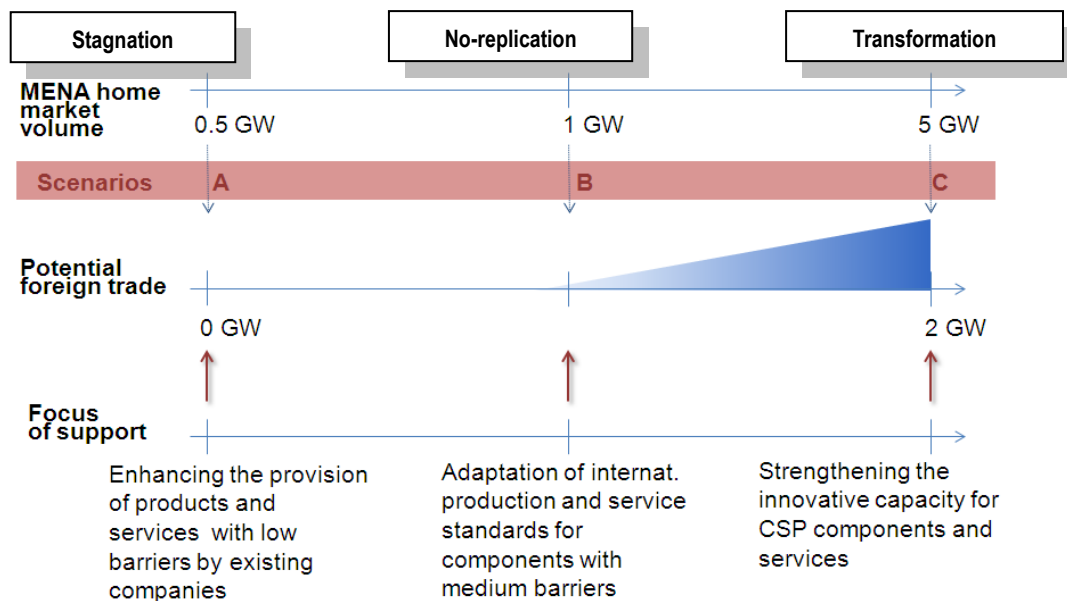 Stagnation
No-replication
Transformation
MENA home
market
volume
0.5 GW
1 GW
5 GW
Scenarios
A
B
C
Potential
foreign trade
0 GW
2 GW
Focus
of support
Enhancing the provision
of products and
services with low
barriers by existing
companies
Adaptation of internat.
production and service
standards for
components with
medium barriers
Strengthening the
innovative capacity for
CSP components and
services